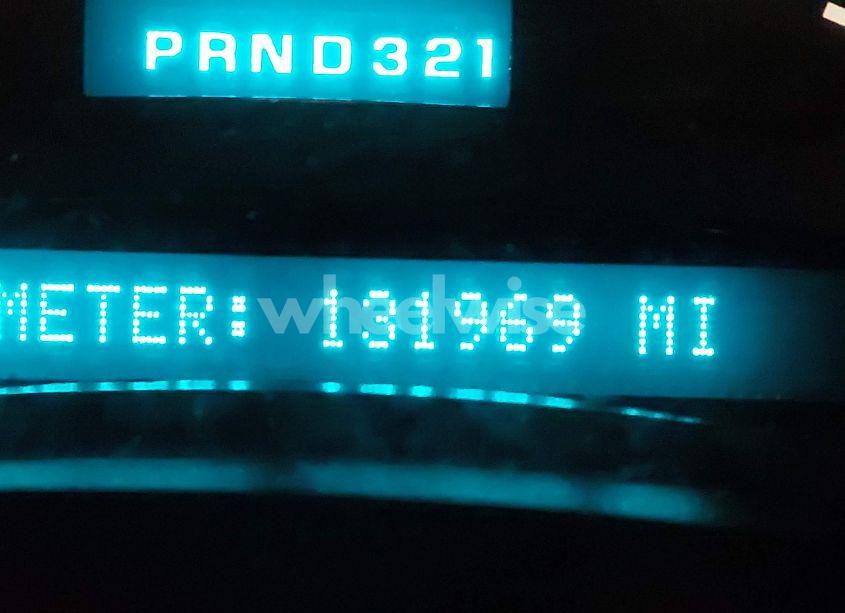 PRND321
METER: 131969 MI
wheelwise